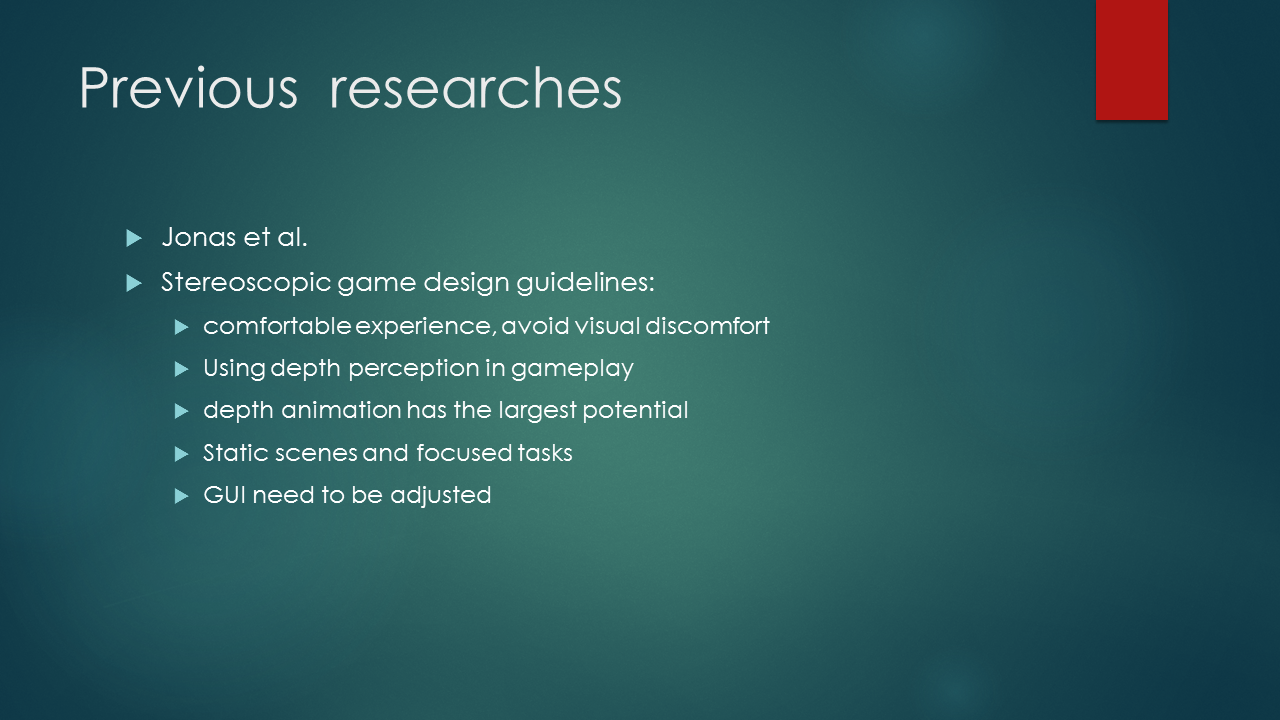 Previous researches
Jonas et al.
Stereoscopic game design guidelines:
comfortable experience, avoid visual discomfort
Using depth perception in gameplay
depth animation has the largest potential
Static scenes and focused tasks
GUI need to be adjusted